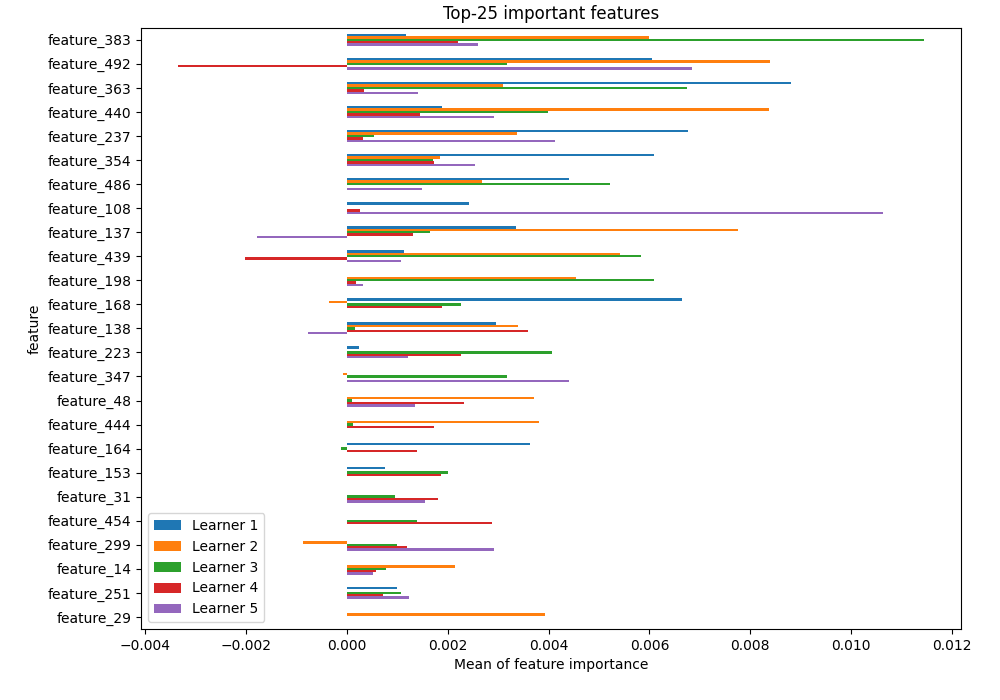 Top-25 important features
feature_383
feature_492
feature_363
feature_440
feature_237
feature_354
feature_486
feature_108
feature_137
feature_439
feature_198
feature_168
feature_138
feature_223
feature_347
feature_48
feature_444
feature_164
feature_153
feature_31
feature_454
feature_299
feature_14
feature_251
feature_29
feature
Learner 1
Learner 2
Learner 3
Learner 4
Learner 5
−0.004 −0.002 0.000 0.002 0.004 0.006 0.008 0.010 0.012
Mean of feature importance